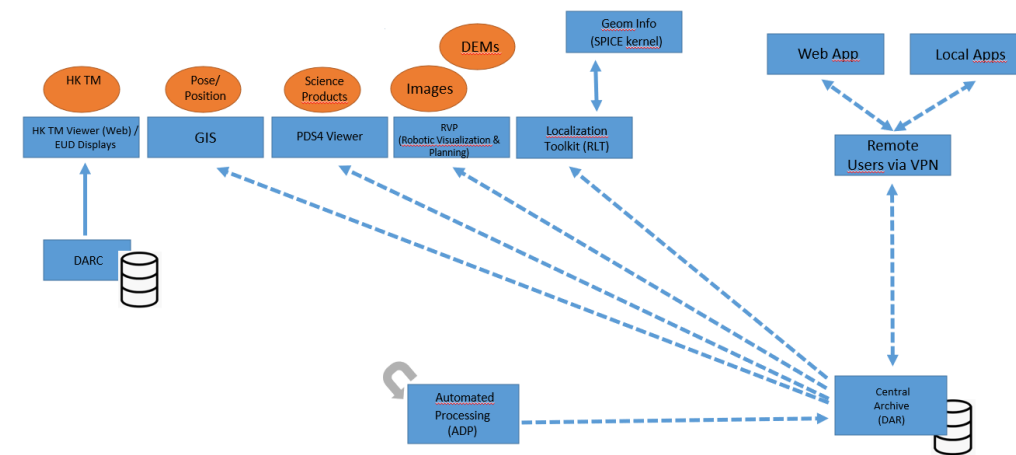 Geom Info
(SPICE kernel)
DEMs
Web App
Local Apps
HK TM
Pose/
Position
Science
Products
Images
HK TM Viewer (Web) /
EUD Displays
GIS
PDS4 Viewer
RVP
(Robotic Visualization &
Planning)
Localization
Toolkit (RLT)
Remote
Users via VPN
DARC
Automated
Processing
(ADP)
Central
Archive
(DAR)